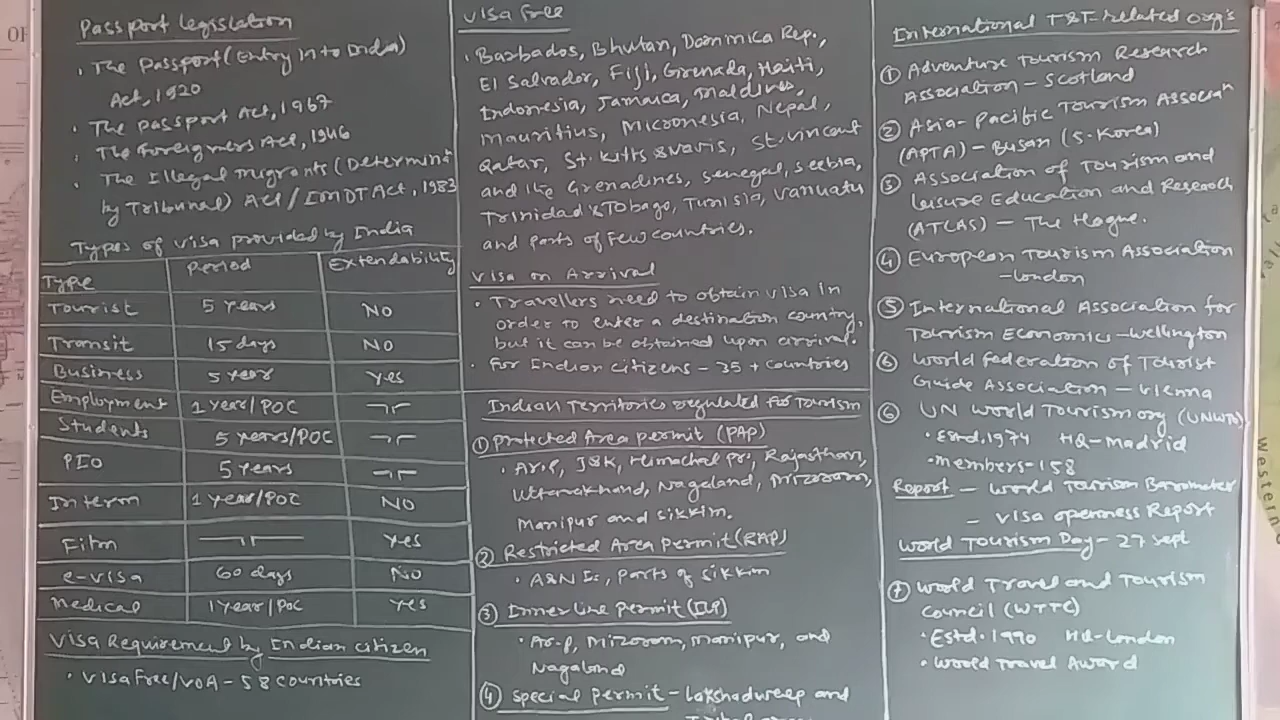 Passport legislation
• The Passport (Entry Into India)
Act, 1920
• The Passport Act, 1967
• The Foreigners Act, 1946
• The Illegal migrants (Determint
by Tribunal) Act / IMDT Act, 1983
Types of visa provided by India
Type Period Extendability
Tourist 5 Years NO
Transit 15 days NO
Business 5 year Yes
Employment 1 year/POC
Students 5 years/POC
PIO 5 years
Intern 1 year/POC NO
Film Yes
e-visa 60 days No
Medical 1 year/POC Yes
Visa Requirement by Indian citizen
• Visa Free/VOA - 58 countries
Visa Free
• Barbados, Bhutan, Dominica Rep.,
El Salvador, Fiji, Grenada, Haiti,
Indonesia, Jamaica, Maldives,
Mauritius, Micronesia, Nepal,
Qatar, St. Kitts & Navis, St. Vincent
and the Grenadines, Senegal, Serbia,
Trinidad & Tobago, Tunisia, Vanuatu
and parts of Few countries.
Visa on Arrival
• Travellers need to obtain visa in
order to enter a destination country,
but it can be obtained upon arrival.
• For Indian citizens - 35 + countries
Indian Territories regulated for Tourism
① Protected Area Permit (PAP)
• Ar.P, J&K, Himachal Pr., Rajasthan,
Uttarakhand, Nagaland, Mizoram,
Manipur and Sikkim.
② Restricted Area Permit (RAP)
• A&N Is, parts of Sikkim
③ Inner line Permit (ILP)
• Ar.P, Mizoram, Manipur, and
Nagaland
④ Special Permit - Lakshadweep and
International T&T-related org's
① Adventure Tourism Research
Association - Scotland
② Asia-Pacific Tourism Associan
(APTA) - Busan (S. Korea)
③ Association of Tourism and
leisure Education and Research
(ATLAS) - The Hague.
④ European Tourism Association
- London
⑤ International Association for
Tourism Economics - Wellington
⑥ World Federation of Tourist
Guide Association - Vienna
⑥ UN World Tourism org (UNWTO)
• Estd. 1974 HQ - Madrid
• Members - 158
Report - World Tourism Barometer
- Visa openness Report
World Tourism Day - 27 Sept
⑦ World Travel and Tourism
Council (WTTC)
• Estd. 1990 HQ - London
• World Travel Award
Western